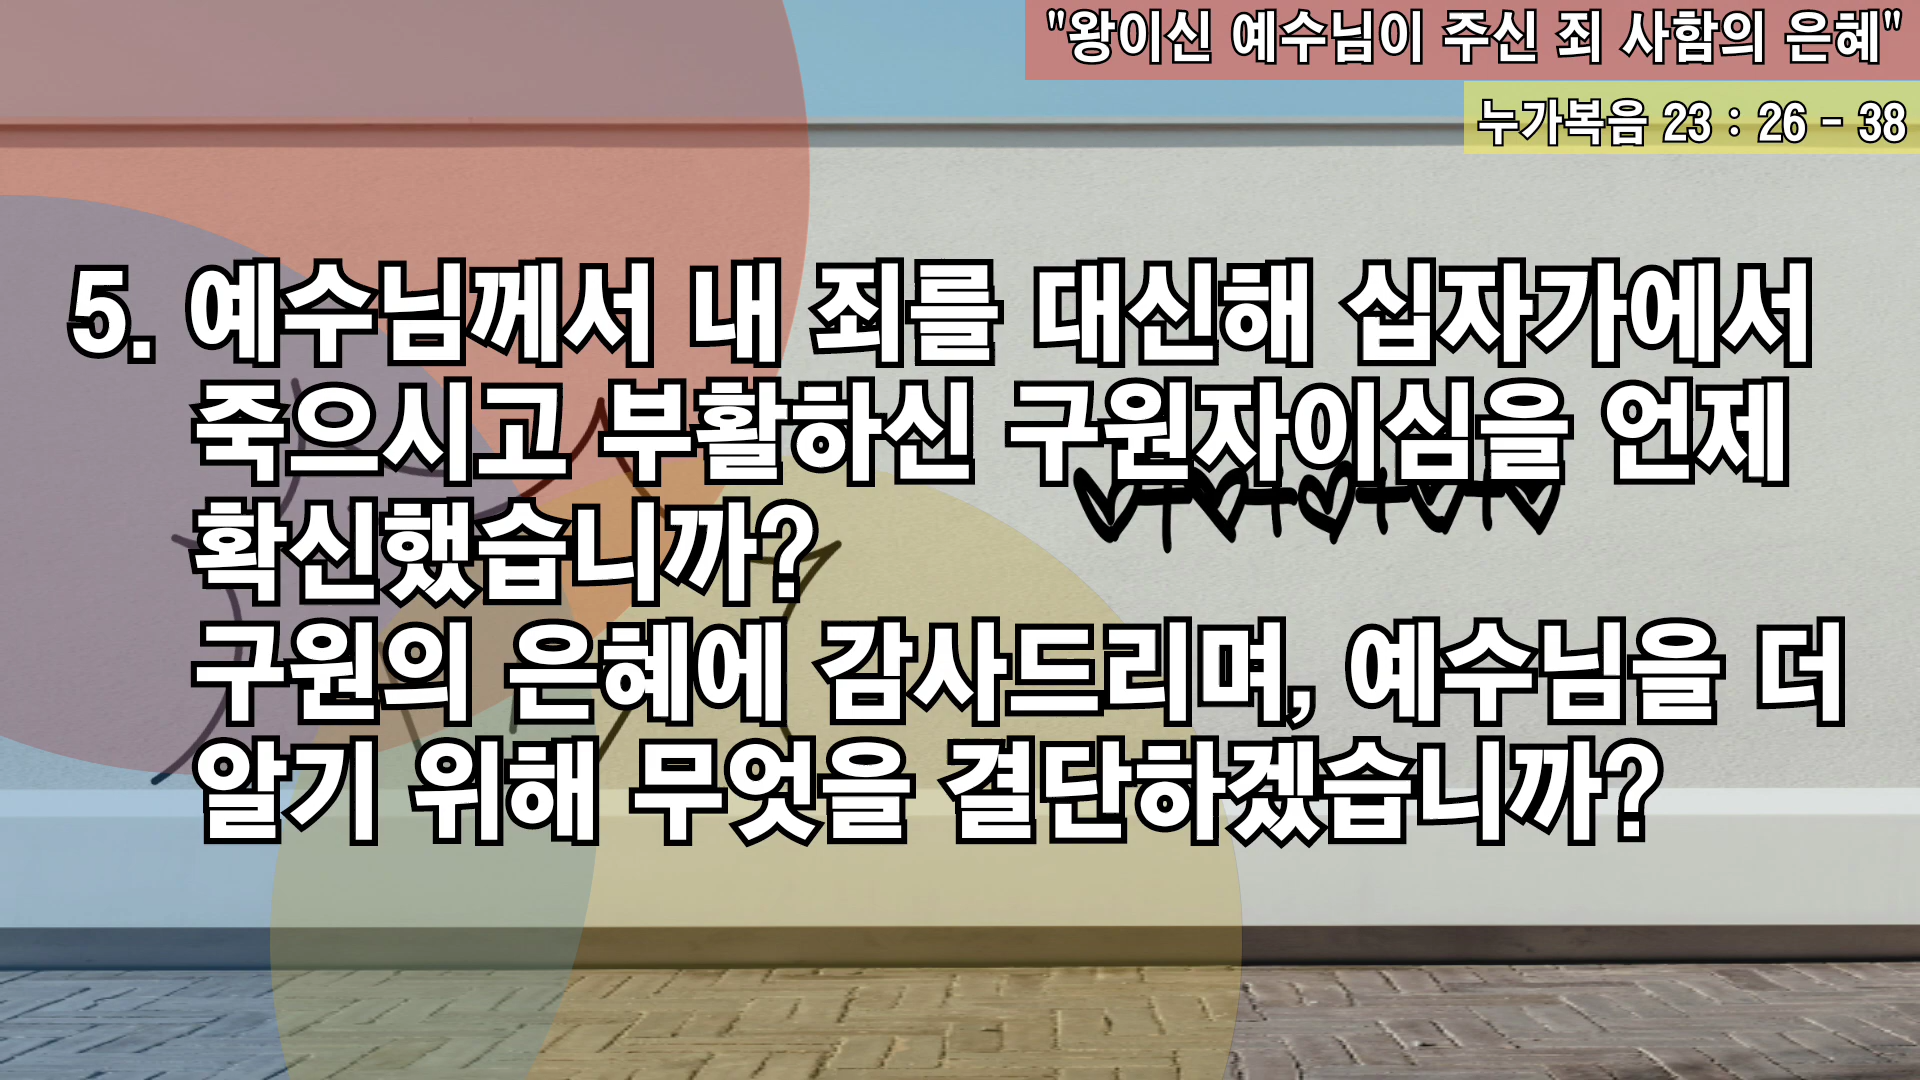 "왕이신 예수님이 주신 죄 사함의 은혜"
누가복음 23 : 26 - 38
5. 예수님께서 내 죄를 대신해 십자가에서
죽으시고 부활하신 구원자이심을 언제
확신했습니까?
구원의 은혜에 감사드리며, 예수님을 더
알기 위해 무엇을 결단하겠습니까?